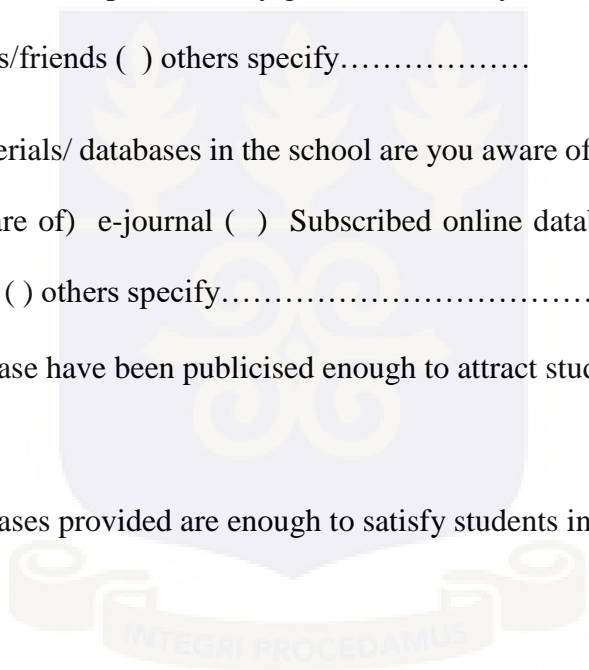 s/friends ( ) others specify………………
erials/ databases in the school are you aware of
are of) e-journal ( ) Subscribed online datab
( ) others specify……………………………
ase have been publicised enough to attract stud
ases provided are enough to satisfy students in
INTEGRI PROCEDAMUS